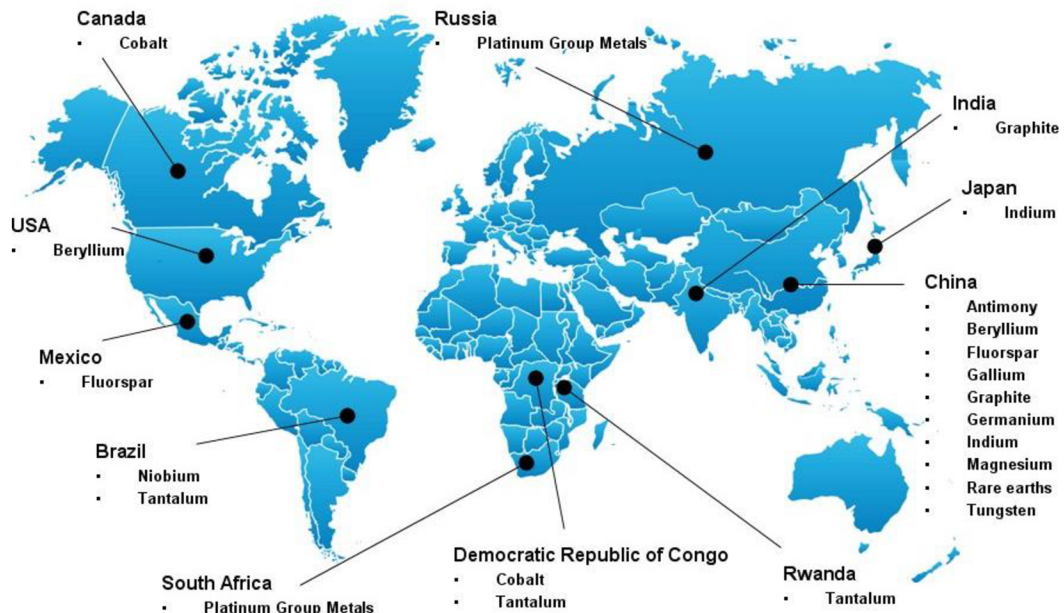 Canada
▪ Cobalt
Russia
▪ Platinum Group Metals
India
▪ Graphite
Japan
▪ Indium
USA
▪ Beryllium
China
▪ Antimony
▪ Beryllium
▪ Fluorspar
▪ Gallium
▪ Graphite
▪ Germanium
▪ Indium
▪ Magnesium
▪ Rare earths
▪ Tungsten
Mexico
▪ Fluorspar
Brazil
▪ Niobium
▪ Tantalum
South Africa
▪ Platinum Group Metals
Democratic Republic of Congo
▪ Cobalt
▪ Tantalum
Rwanda
▪ Tantalum